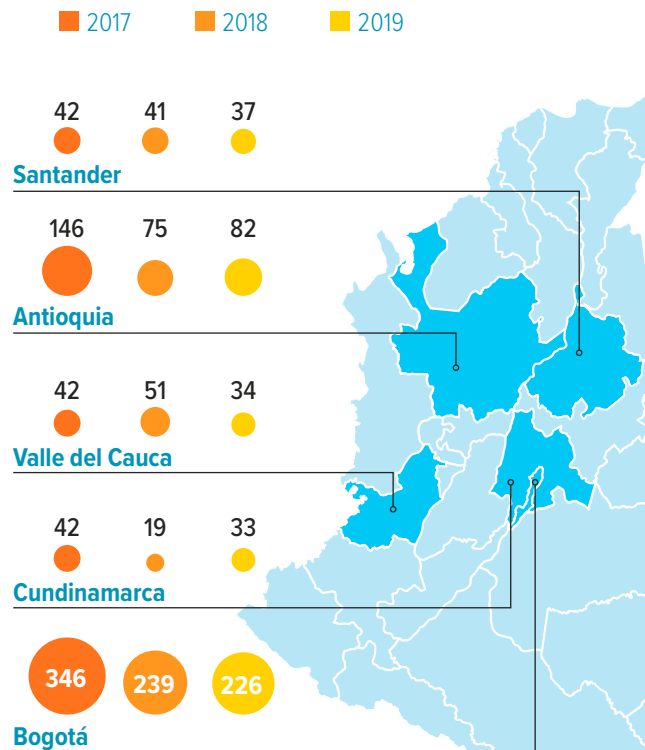 2017 2018 2019
42 41 37
Santander
146 75 82
Antioquia
42 51 34
Valle del Cauca
42 19 33
Cundinamarca
346 239 226
Bogotá